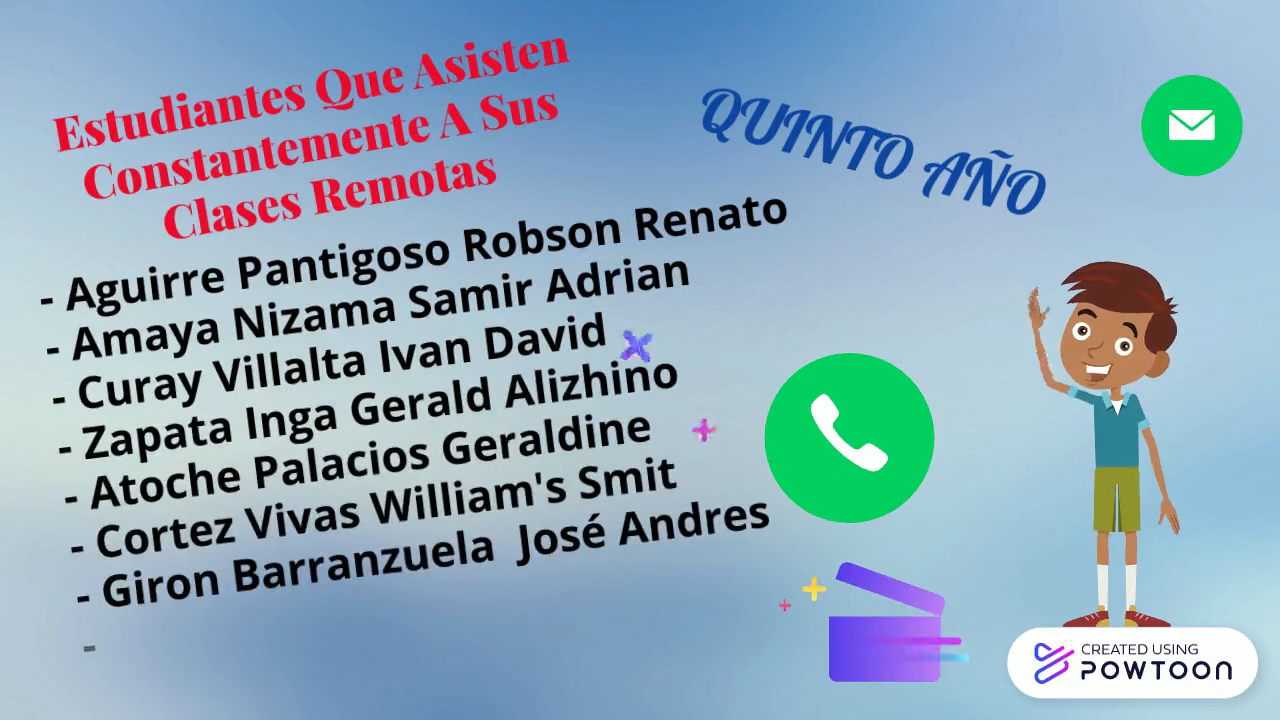 Estudiantes Que Asisten
Constantemente A Sus
Clases Remotas
QUINTO AÑO
- Aguirre Pantigoso Robson Renato
- Amaya Nizama Samir Adrian
- Curay Villalta Ivan David
- Zapata Inga Gerald Alizhino
- Atoche Palacios Geraldine
- Cortez Vivas William's Smit
- Giron Barranzuela  José Andres
-
CREATED USING
POWTOON